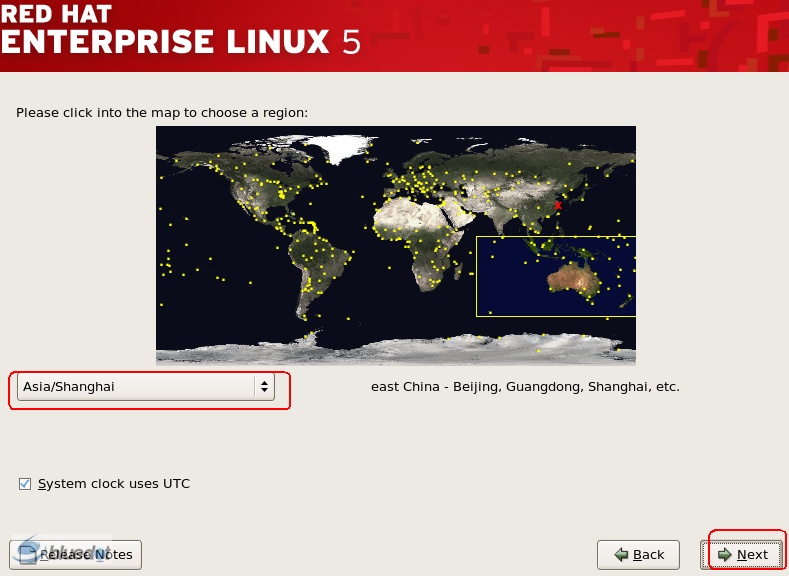 RED HAT
ENTERPRISE LINUX 5
Please click into the map to choose a region:
Asia/Shanghai
east China - Beijing, Guangdong, Shanghai, etc.
System clock uses UTC
Release Notes
Back
Next